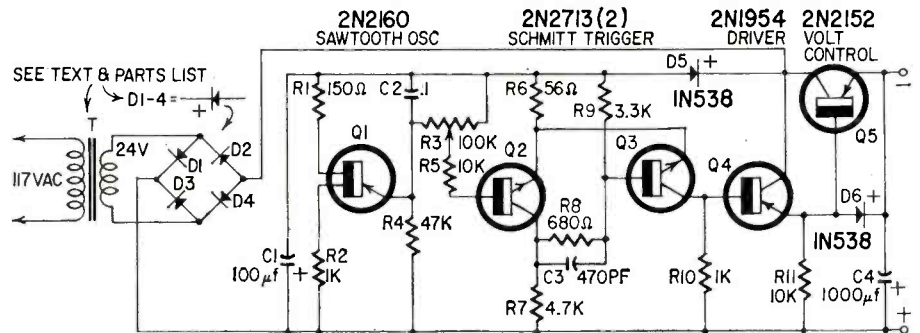 2N2160
SAWTOOTH OSC
2N2713(2)
SCHMITT TRIGGER
2N1954
DRIVER
2N2152
VOLT
CONTROL
SEE TEXT & PARTS LIST
D1-4=
+
T
117VAC
24V
D1
D2
D3
D4
C1
100µf
+
R1
150Ω
Q1
R2
1K
C2
.1
R3
100K
R5
10K
R4
47K
Q2
R6
56Ω
R9
3.3K
R8
680Ω
C3
470PF
R7
4.7K
Q3
D5
+
1N538
R10
1K
Q4
Q5
D6
+
1N538
R11
10K
C4
1000µf
+
−
+